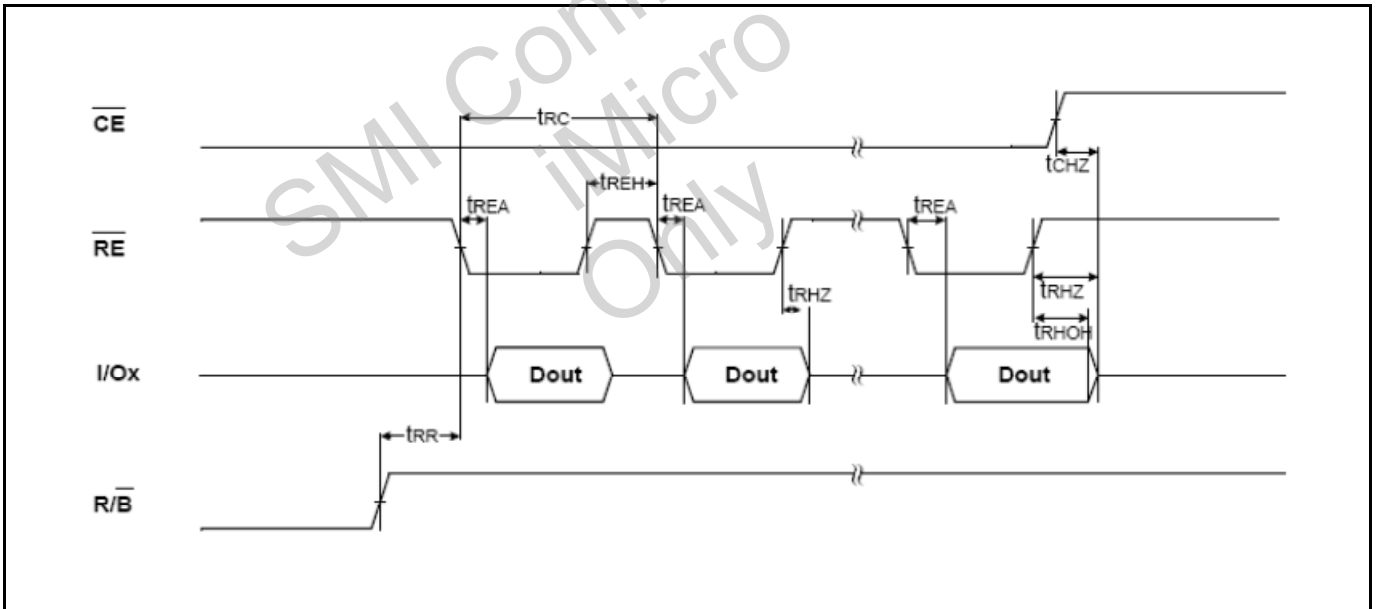 SMI Con
iMicro
Only
CE
tRC
tCHZ
tREH
tREA
tREA
tREA
RE
tRHZ
tRHZ
tRHOH
I/Ox
Dout
Dout
Dout
tRR
R/B